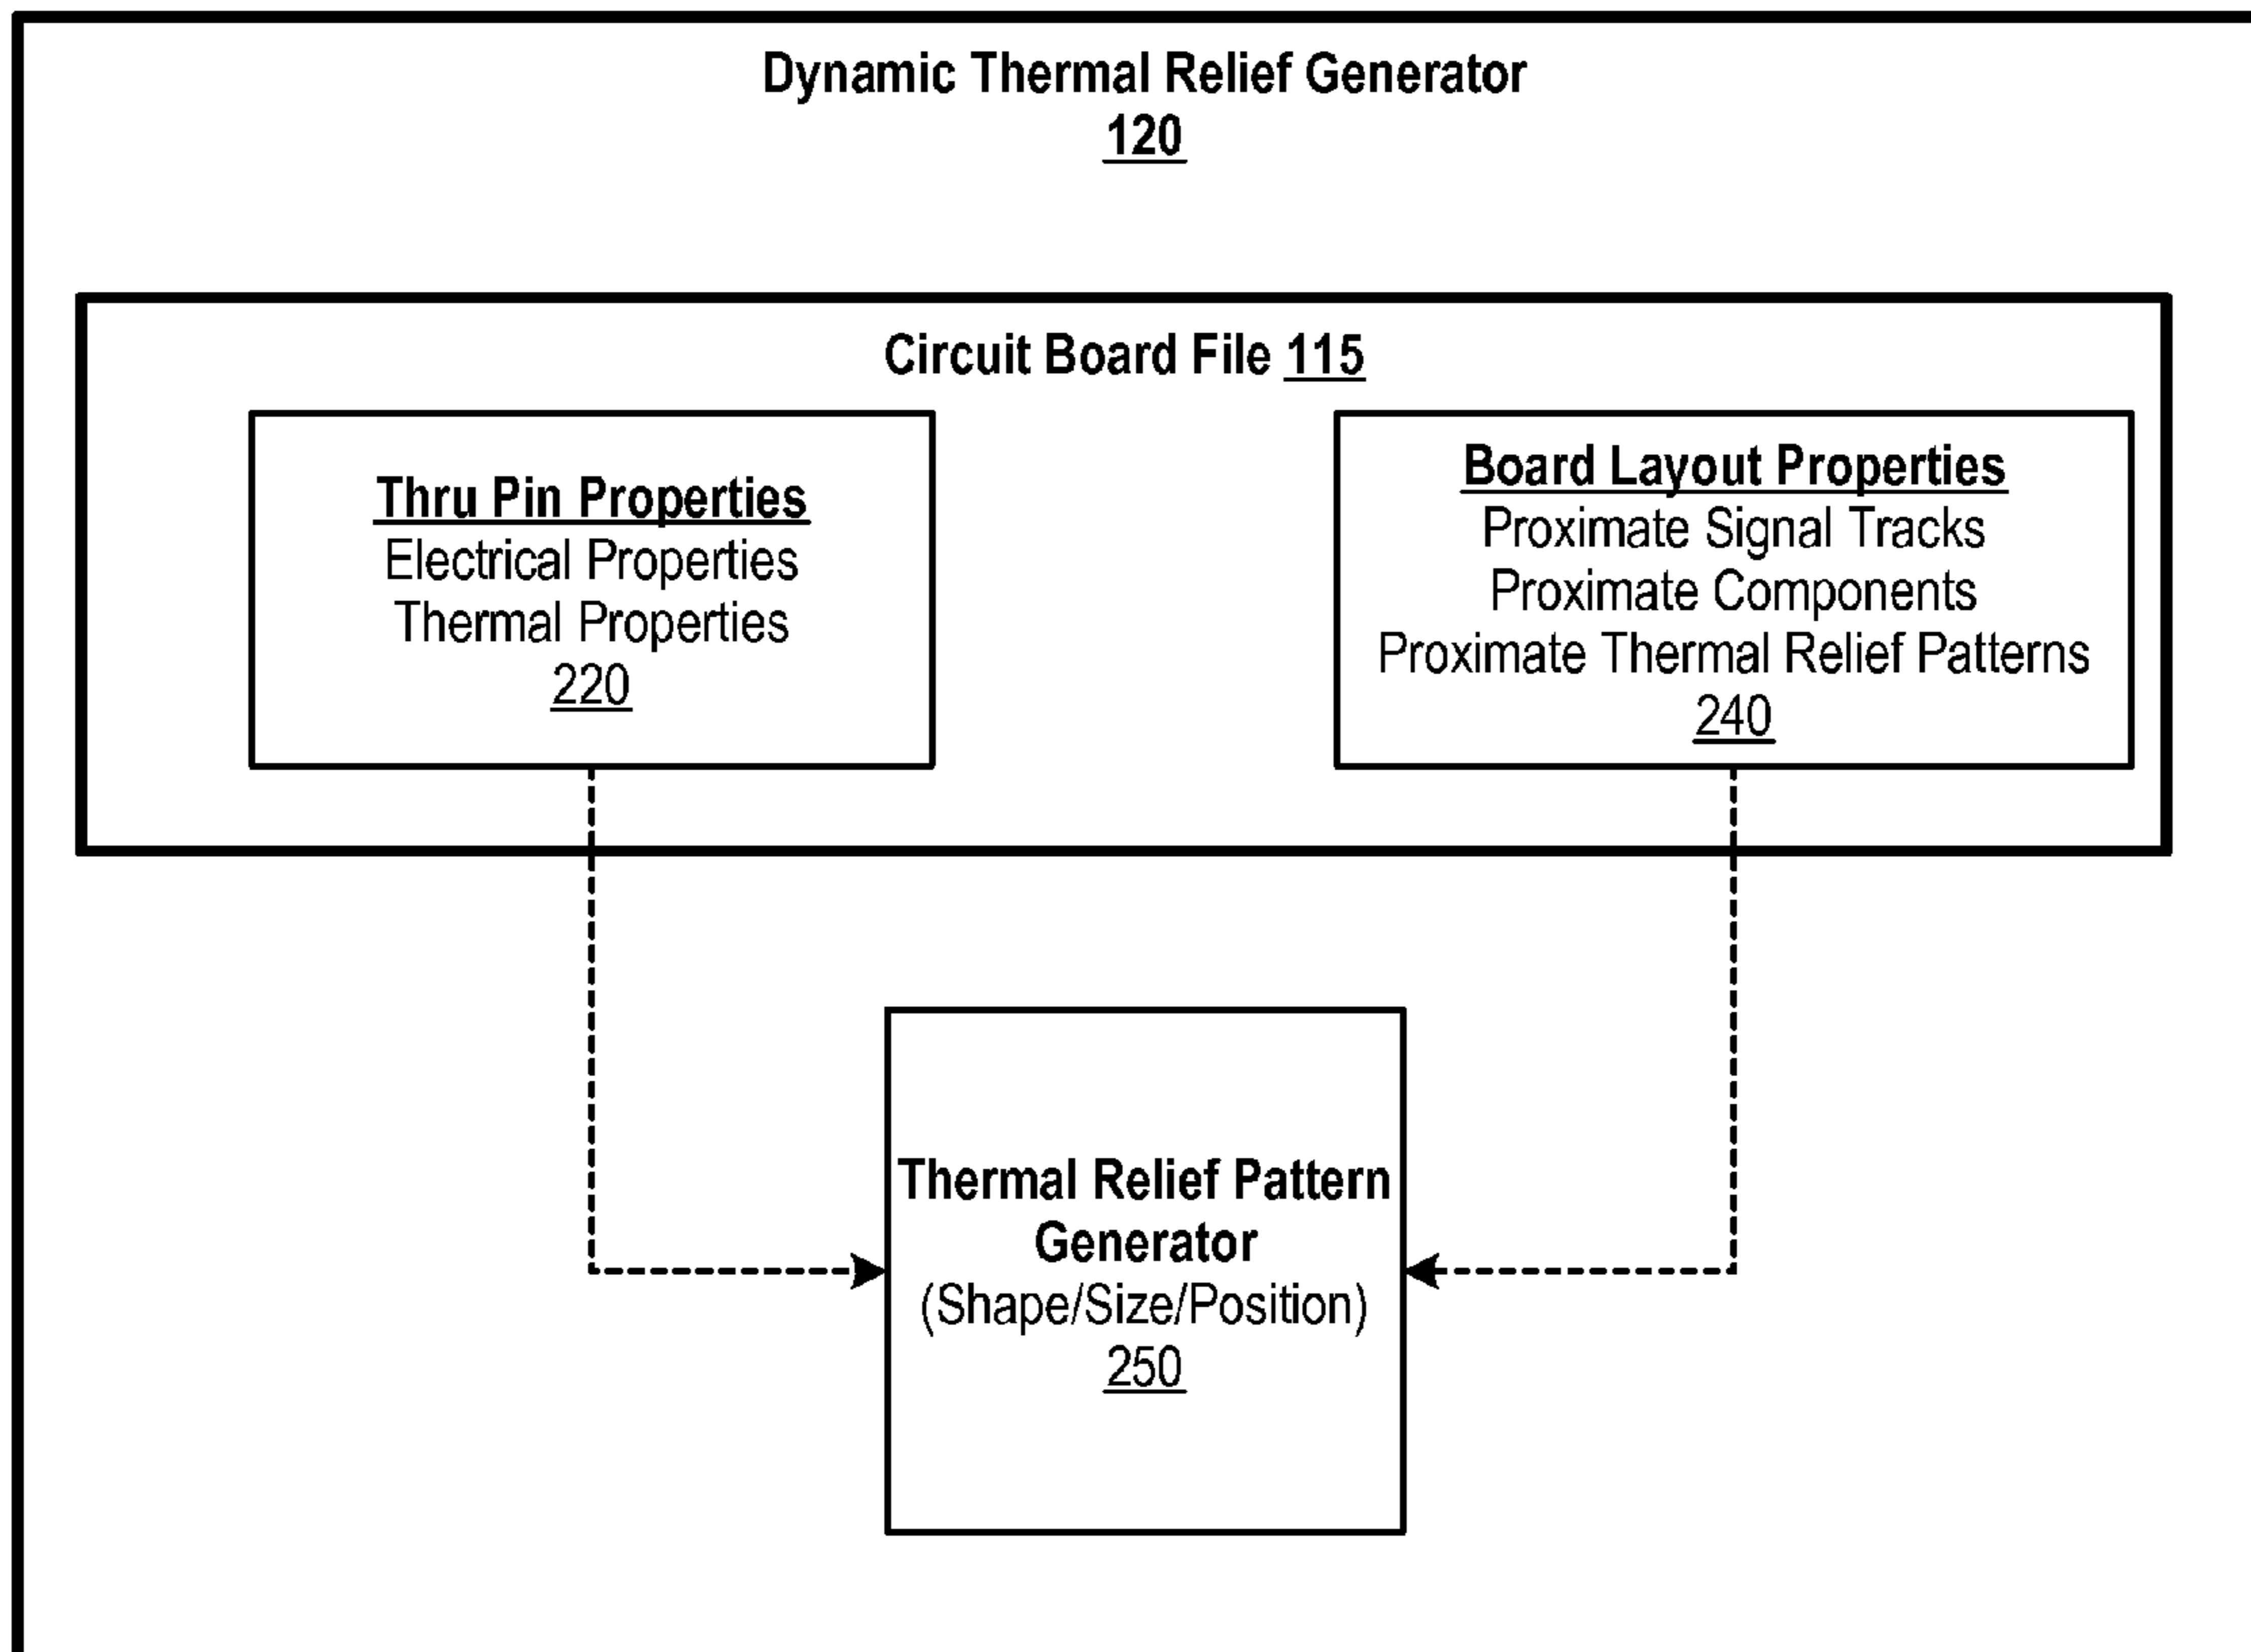 Dynamic Thermal Relief Generator
120
Circuit Board File 115
Thru Pin Properties
Electrical Properties
Thermal Properties
220
Board Layout Properties
Proximate Signal Tracks
Proximate Components
Proximate Thermal Relief Patterns
240
Thermal Relief Pattern
Generator
(Shape/Size/Position)
250